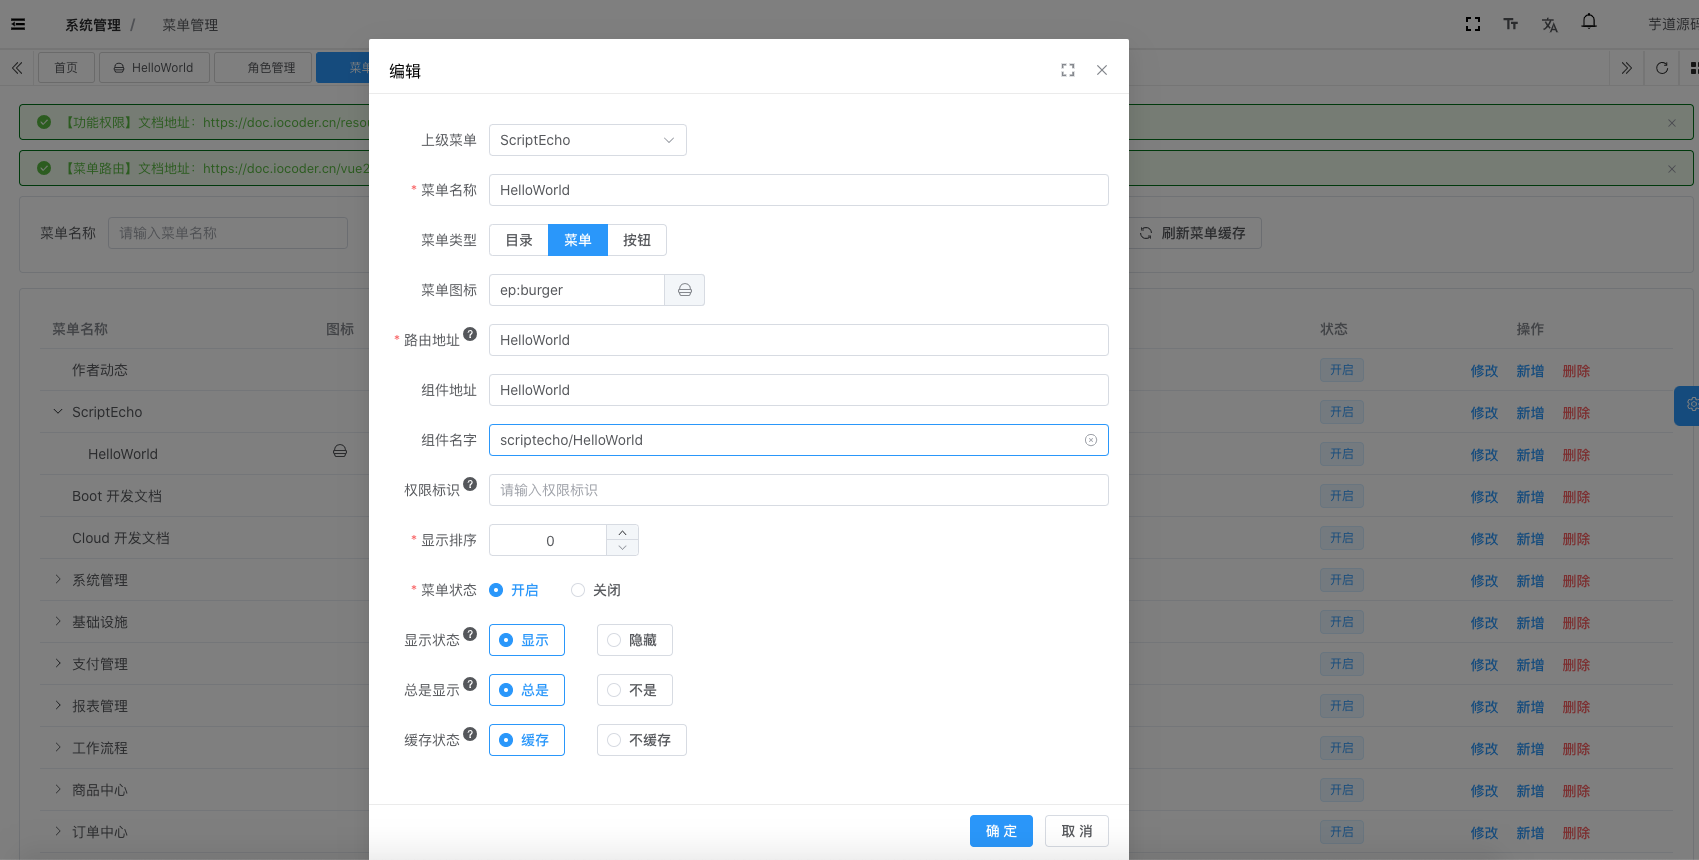 系统管理 / 菜单管理
芋道源码
首页 HelloWorld 角色管理 菜单
【功能权限】文档地址：https://doc.iocoder.cn/resou
【菜单路由】文档地址：https://doc.iocoder.cn/vue2
菜单名称 请输入菜单名称 刷新菜单缓存
菜单名称 图标 状态 操作
作者动态 开启 修改 新增 删除
ScriptEcho 开启 修改 新增 删除
HelloWorld 开启 修改 新增 删除
Boot 开发文档 开启 修改 新增 删除
Cloud 开发文档 开启 修改 新增 删除
系统管理 开启 修改 新增 删除
基础设施 开启 修改 新增 删除
支付管理 开启 修改 新增 删除
报表管理 开启 修改 新增 删除
工作流程 开启 修改 新增 删除
商品中心 开启 修改 新增 删除
订单中心 开启 修改 新增 删除
编辑
上级菜单 ScriptEcho
* 菜单名称 HelloWorld
菜单类型 目录 菜单 按钮
菜单图标 ep:burger
* 路由地址 HelloWorld
组件地址 HelloWorld
组件名字 scriptecho/HelloWorld
权限标识 请输入权限标识
* 显示排序 0
* 菜单状态 开启 关闭
显示状态 显示 隐藏
总是显示 总是 不是
缓存状态 缓存 不缓存
确定 取消